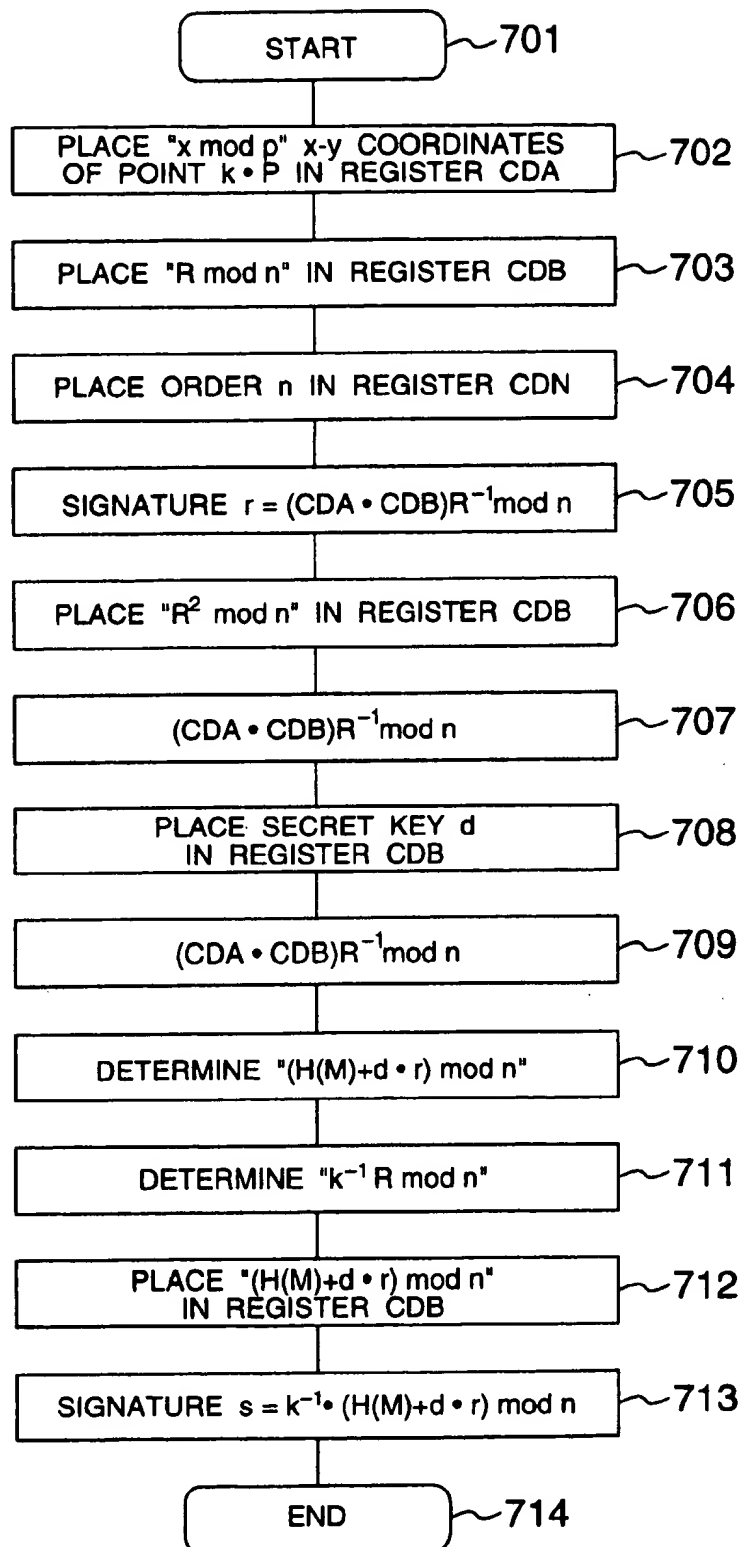 START
701
PLACE "x mod p" x-y COORDINATES
OF POINT k • P IN REGISTER CDA
702
PLACE "R mod n" IN REGISTER CDB
703
PLACE ORDER n IN REGISTER CDN
704
SIGNATURE r = (CDA • CDB)R⁻¹mod n
705
PLACE "R² mod n" IN REGISTER CDB
706
(CDA • CDB)R⁻¹mod n
707
PLACE SECRET KEY d
IN REGISTER CDB
708
(CDA • CDB)R⁻¹mod n
709
DETERMINE "(H(M)+d • r) mod n"
710
DETERMINE "k⁻¹ R mod n"
711
PLACE "(H(M)+d • r) mod n"
IN REGISTER CDB
712
SIGNATURE s = k⁻¹• (H(M)+d • r) mod n
713
END
714